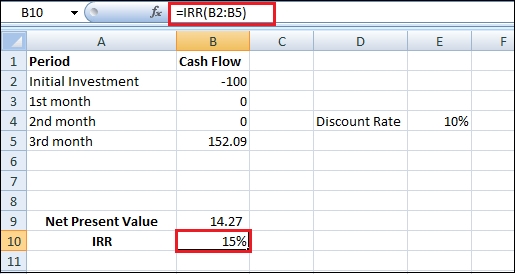 B10 fx =IRR(B2:B5)
A B C D E F
1 Period Cash Flow
2 Initial Investment -100
3 1st month 0
4 2nd month 0 Discount Rate 10%
5 3rd month 152.09
6
7
8
9 Net Present Value 14.27
10 IRR 15%
11